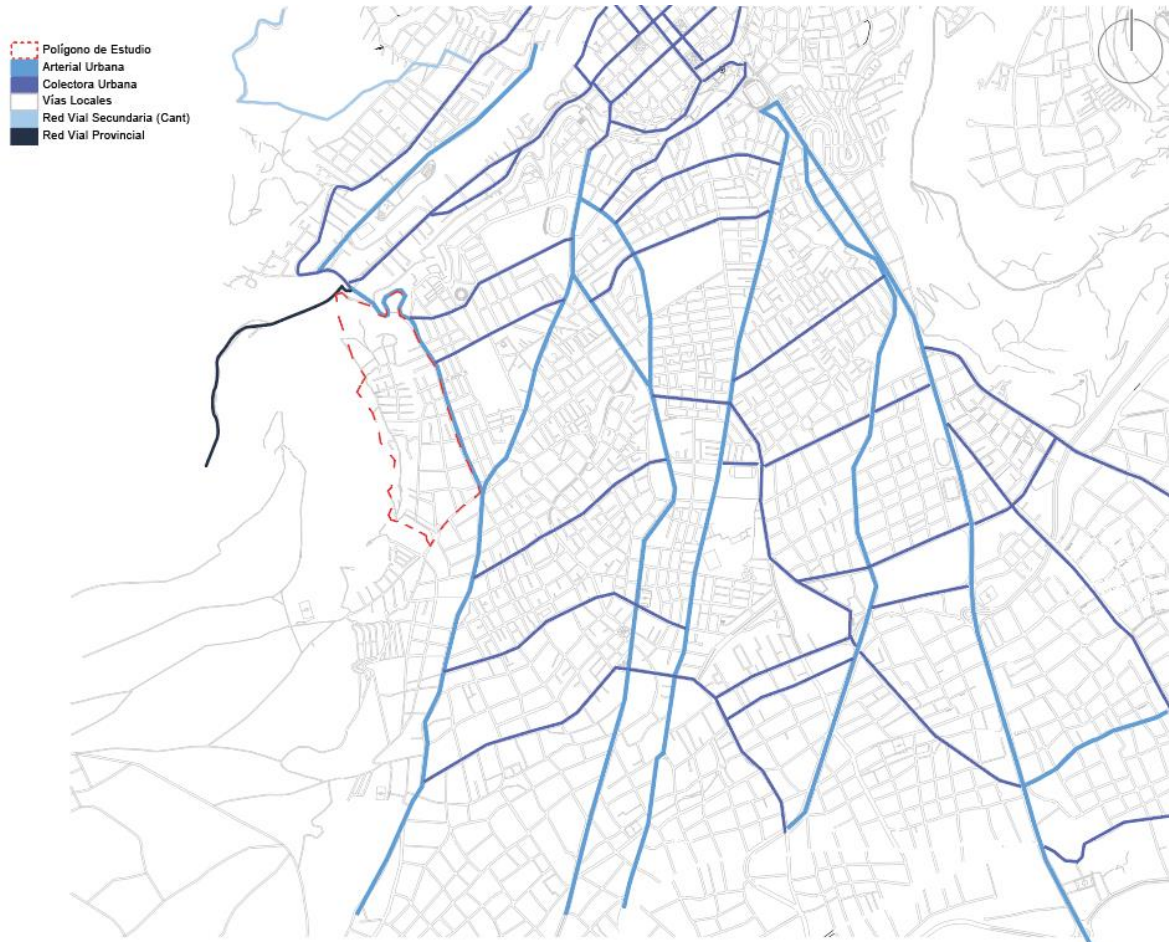 Polígono de Estudio
Arterial Urbana
Colectora Urbana
Vías Locales
Red Vial Secundaria (Cant)
Red Vial Provincial